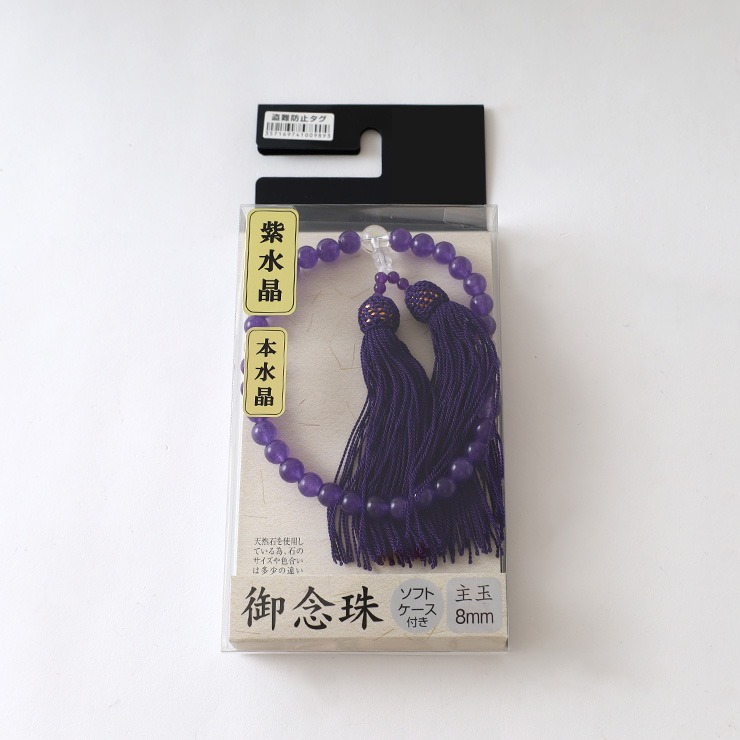 盗難防止タグ
357169741009893
紫水晶
本水晶
天然石を使用し
ている為、石の
サイズや色合い
は多少の違い
御念珠
ソフト
ケース
付き
主玉
8mm